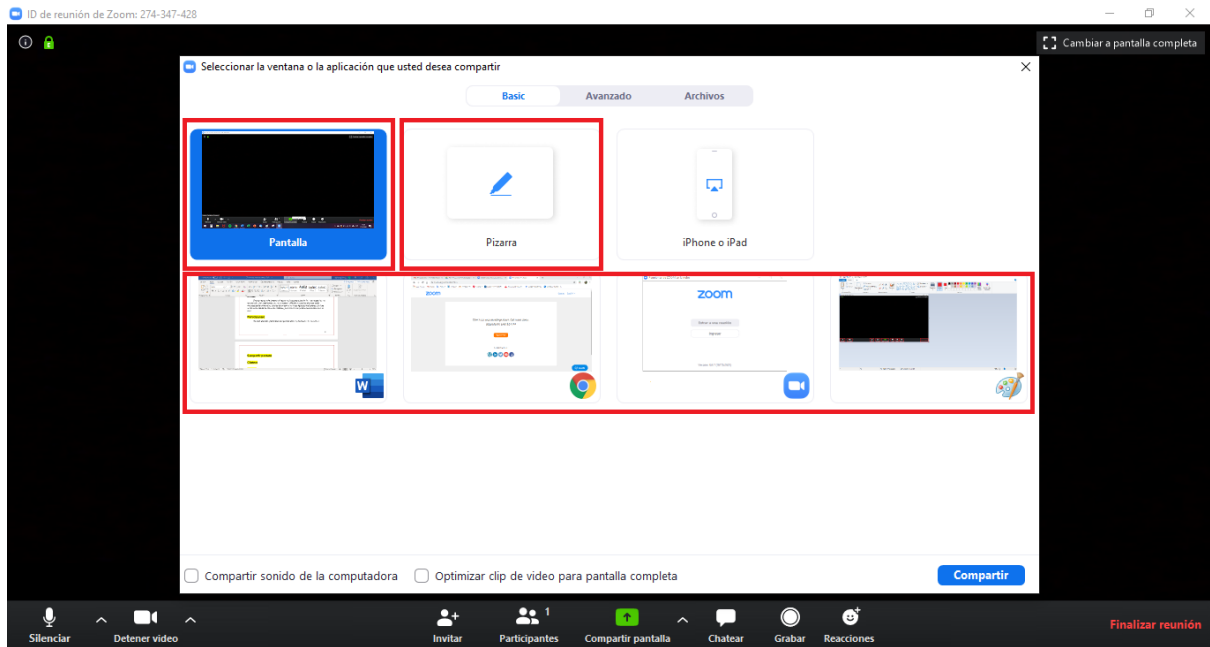 ID de reunión de Zoom: 274-347-428
Cambiar a pantalla completa
Seleccionar la ventana o la aplicación que usted desea compartir
Basic Avanzado Archivos
Pantalla Pizarra iPhone o iPad
zoom
zoom
Compartir sonido de la computadora Optimizar clip de video para pantalla completa Compartir
1
Silenciar Detener video Invitar Participantes Compartir pantalla Chatear Grabar Reacciones Finalizar reunión